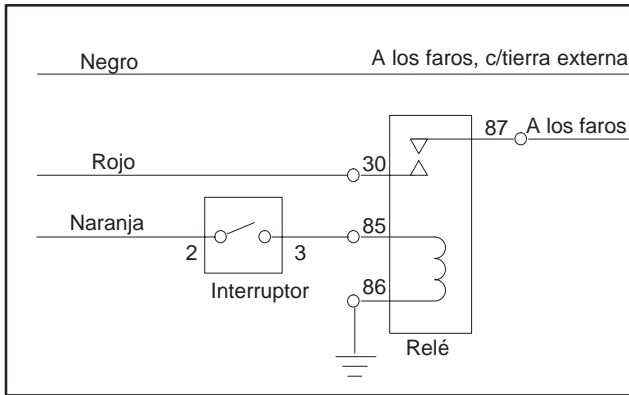 Negro
A los faros, c/tierra externa
87
A los faros
Rojo
30
Naranja
85
2
3
Interruptor
86
Relé